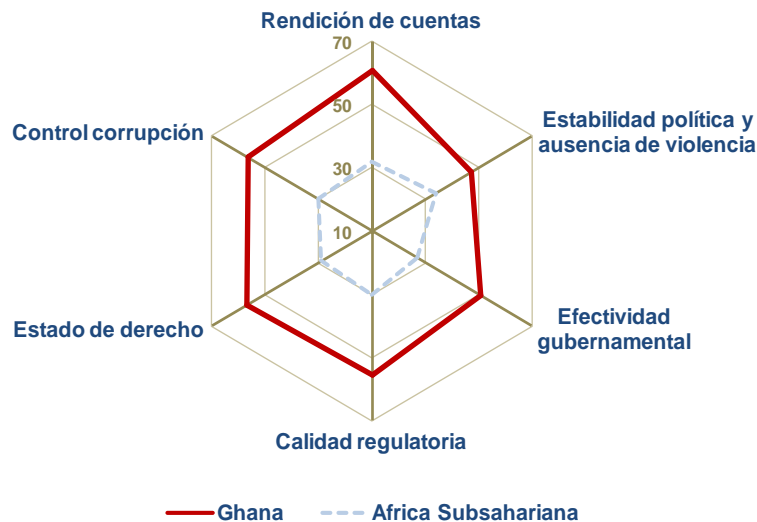 Rendición de cuentas
70
Control corrupción
50
Estabilidad política y
ausencia de violencia
30
10
Estado de derecho
Efectividad
gubernamental
Calidad regulatoria
Ghana
Africa Subsahariana